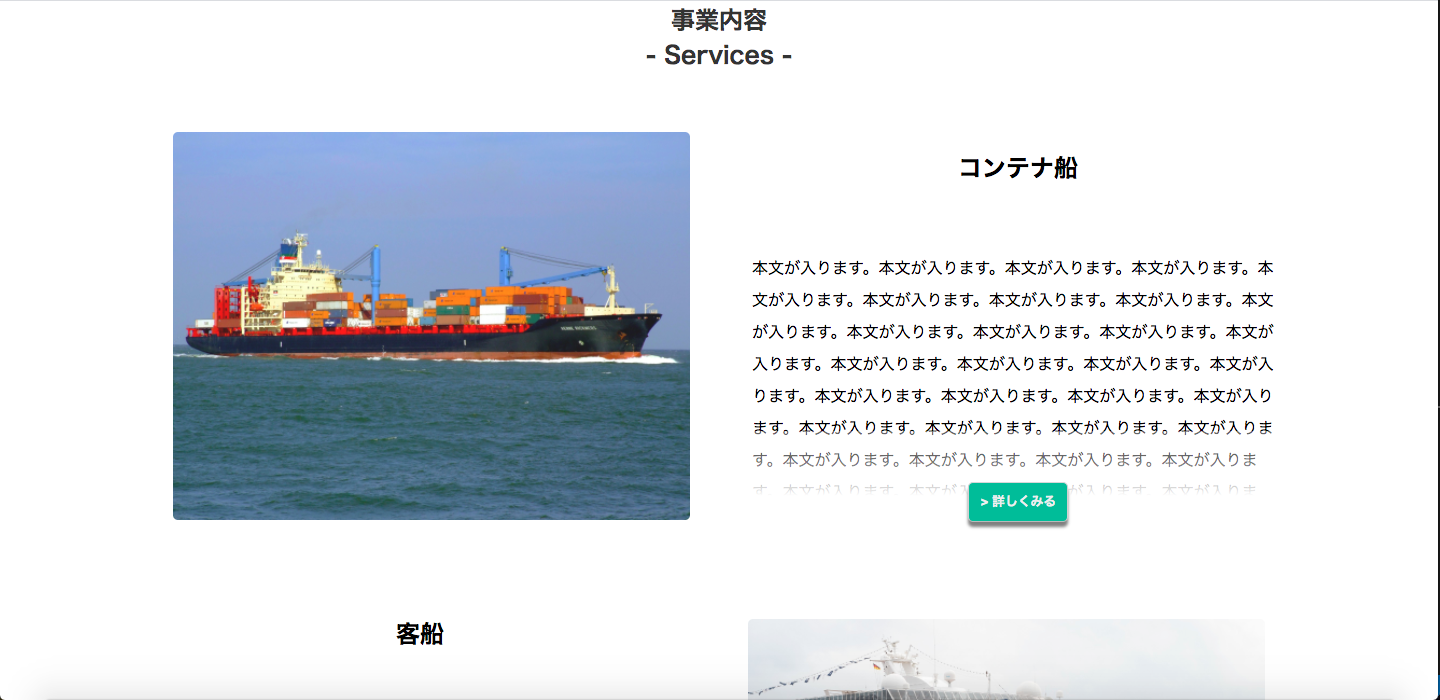 事業内容
- Services -
コンテナ船
本文が入ります。本文が入ります。本文が入ります。本文が入ります。本
文が入ります。本文が入ります。本文が入ります。本文が入ります。本文
が入ります。本文が入ります。本文が入ります。本文が入ります。本文が
入ります。本文が入ります。本文が入ります。本文が入ります。本文が入
ります。本文が入ります。本文が入ります。本文が入ります。本文が入り
ます。本文が入ります。本文が入ります。本文が入ります。本文が入りま
す。本文が入ります。本文が入ります。本文が入ります。本文が入りま
> 詳しくみる
客船